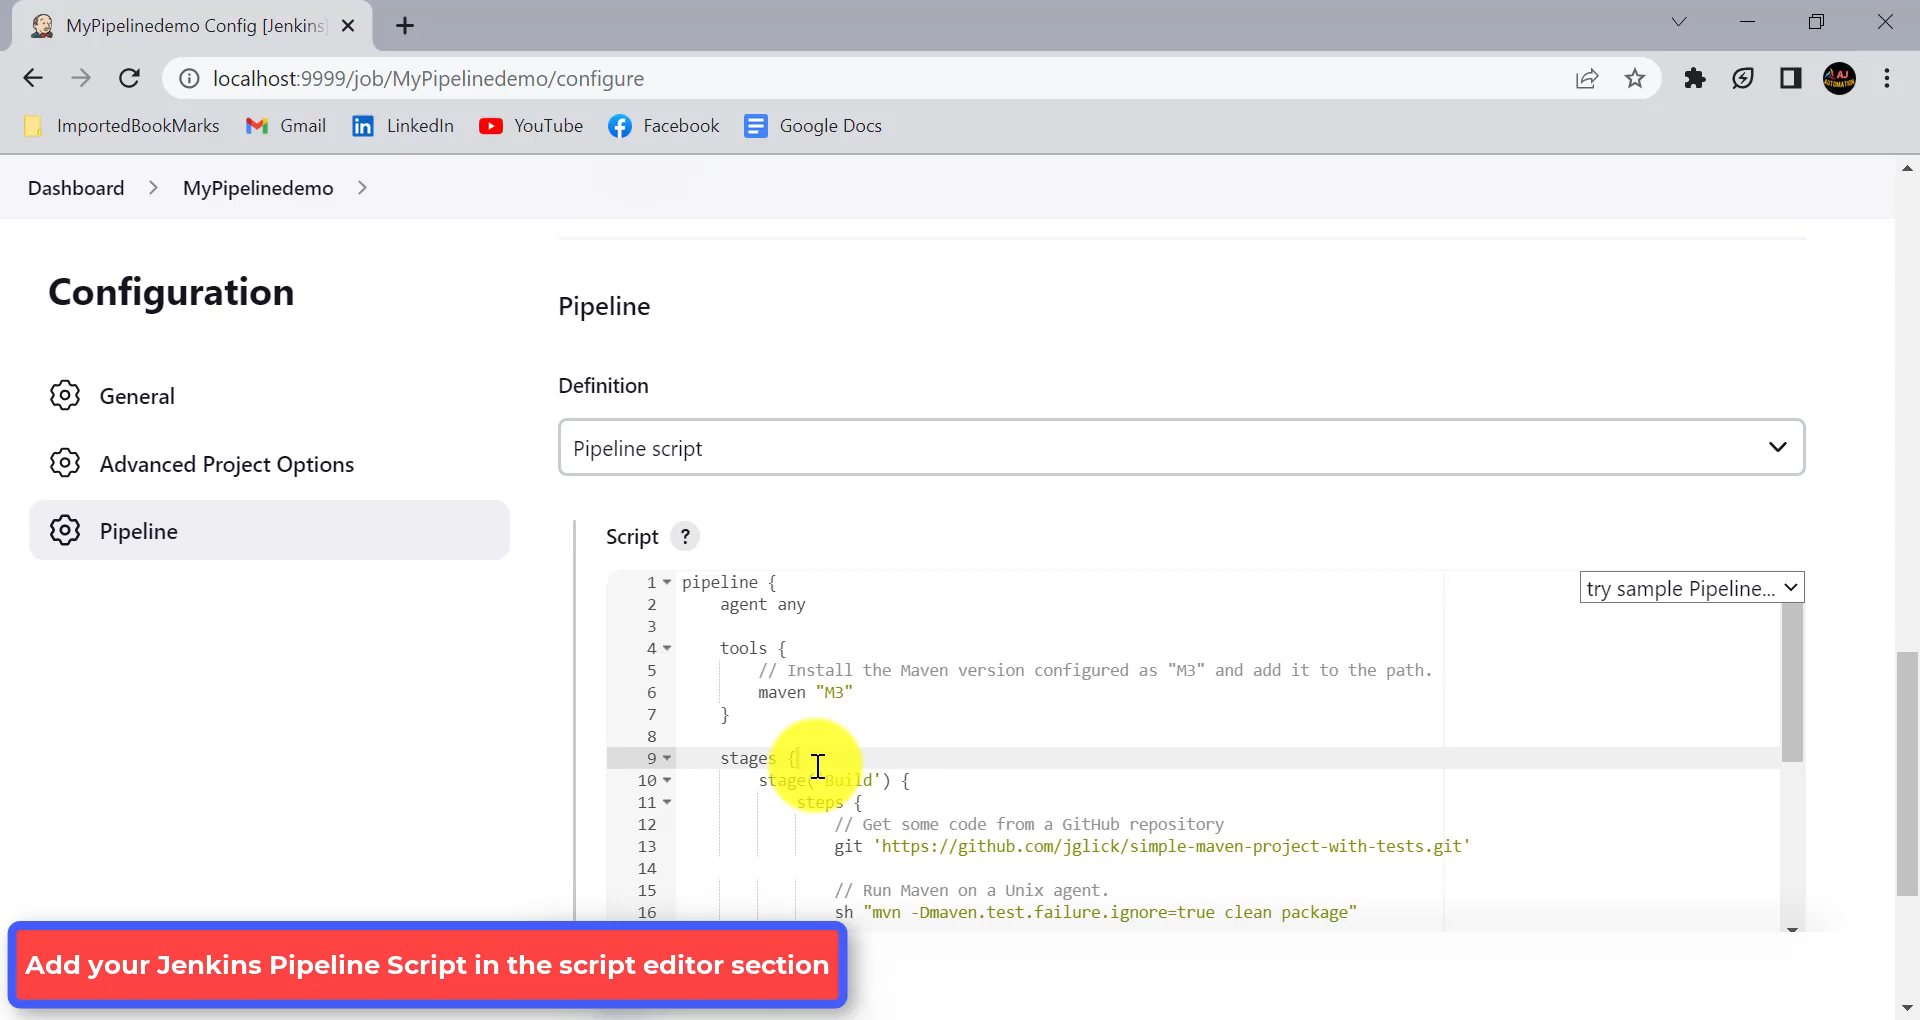 MyPipelinedemo Config [Jenkins]
localhost:9999/job/MyPipelinedemo/configure
AJ
AUTOMATION
ImportedBookMarks Gmail LinkedIn YouTube Facebook Google Docs
Dashboard > MyPipelinedemo >
Configuration
General
Advanced Project Options
Pipeline
Pipeline
Definition
Pipeline script
Script ?
try sample Pipeline...
1 pipeline {
2     agent any
3
4     tools {
5         // Install the Maven version configured as "M3" and add it to the path.
6         maven "M3"
7     }
8
9     stages {
10         stage('Build') {
11             steps {
12                 // Get some code from a GitHub repository
13                 git 'https://github.com/jglick/simple-maven-project-with-tests.git'
14
15                 // Run Maven on a Unix agent.
16                 sh "mvn -Dmaven.test.failure.ignore=true clean package"
Add your Jenkins Pipeline Script in the script editor section